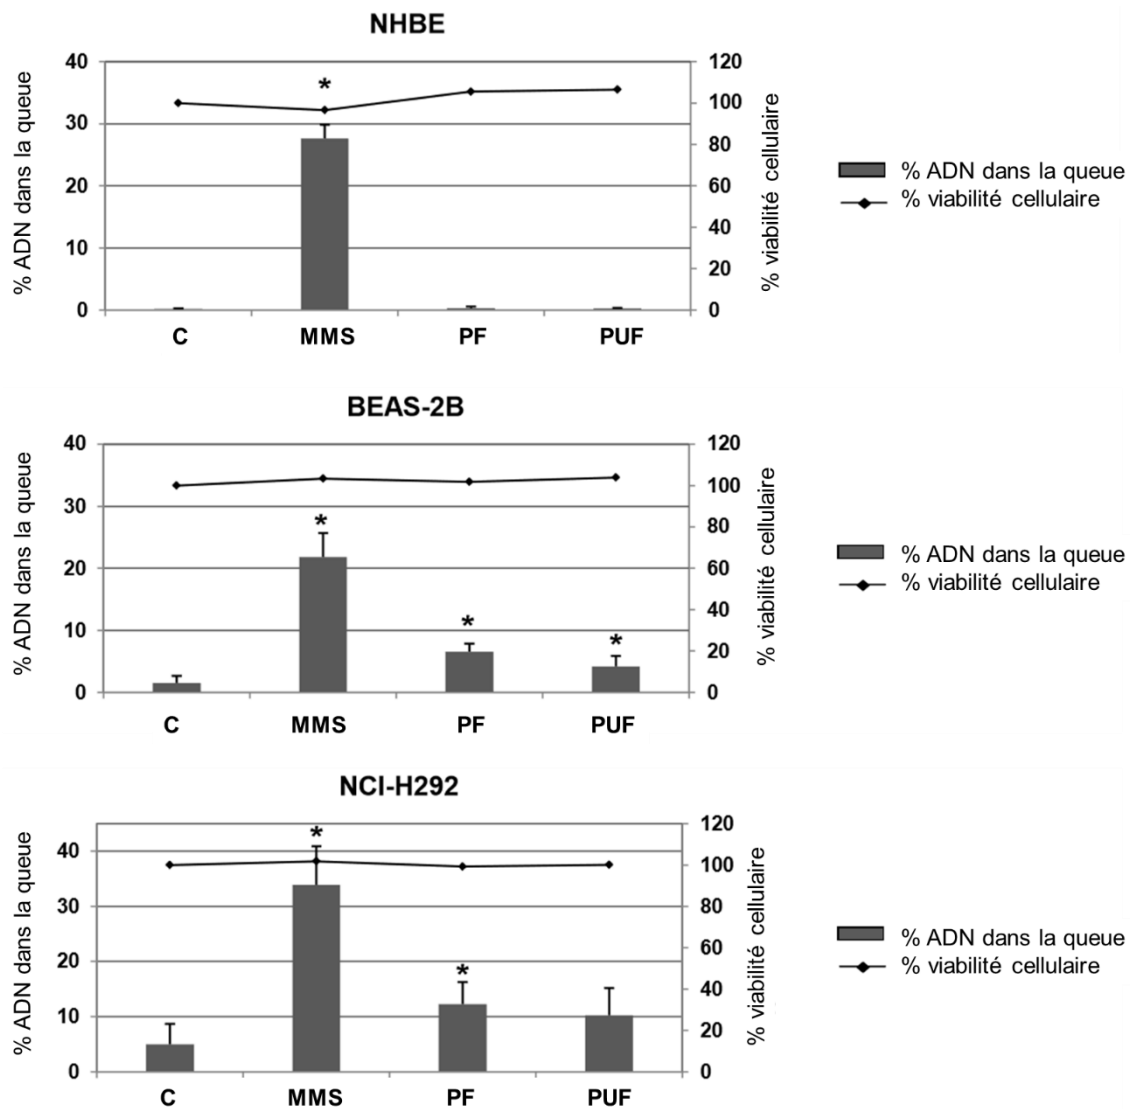 NHBE
% ADN dans la queue
40
30
20
10
0
120
100
80
60
40
20
0
% viabilité cellulaire
*
C
MMS
PF
PUF
% ADN dans la queue
% viabilité cellulaire
BEAS-2B
% ADN dans la queue
40
30
20
10
0
120
100
80
60
40
20
0
% viabilité cellulaire
*
*
*
C
MMS
PF
PUF
% ADN dans la queue
% viabilité cellulaire
NCI-H292
% ADN dans la queue
40
30
20
10
0
120
100
80
60
40
20
0
% viabilité cellulaire
*
*
C
MMS
PF
PUF
% ADN dans la queue
% viabilité cellulaire